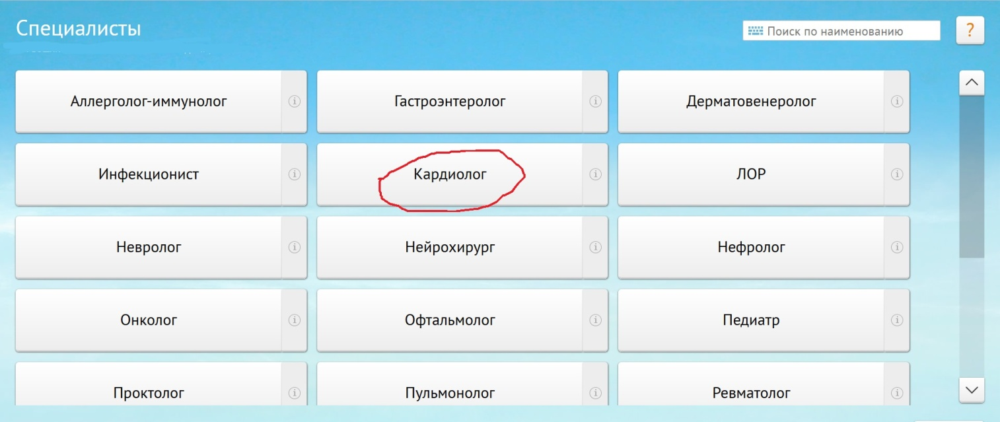 Специалисты
Поиск по наименованию
?
Аллерголог-иммунолог
Гастроэнтеролог
Дерматовенеролог
Инфекционист
Кардиолог
ЛОР
Невролог
Нейрохирург
Нефролог
Онколог
Офтальмолог
Педиатр
Проктолог
Пульмонолог
Ревматолог